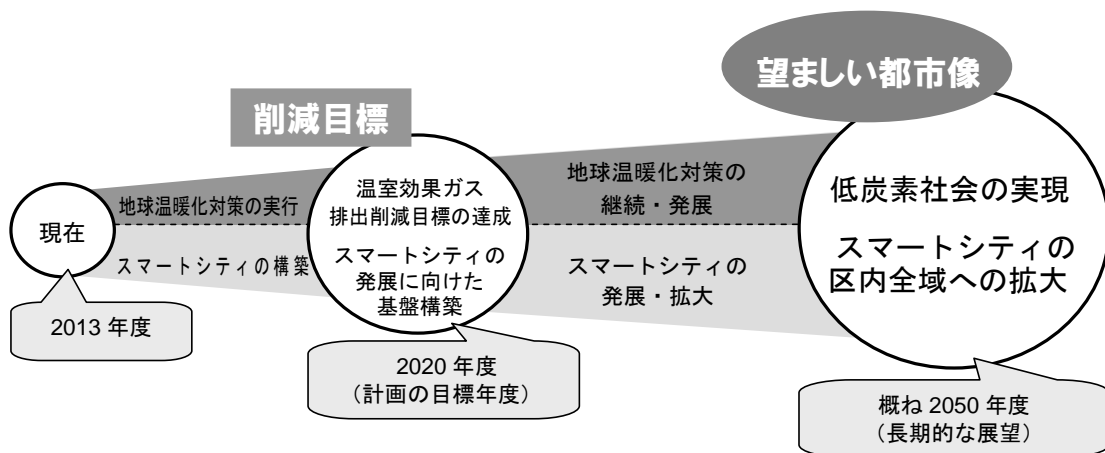 望ましい都市像
削減目標
現在
地球温暖化対策の実行
スマートシティの構築
温室効果ガス
排出削減目標の達成
スマートシティの
発展に向けた
基盤構築
地球温暖化対策の
継続・発展
スマートシティの
発展・拡大
低炭素社会の実現
スマートシティの
区内全域への拡大
2013 年度
2020 年度
（計画の目標年度）
概ね 2050 年度
（長期的な展望）